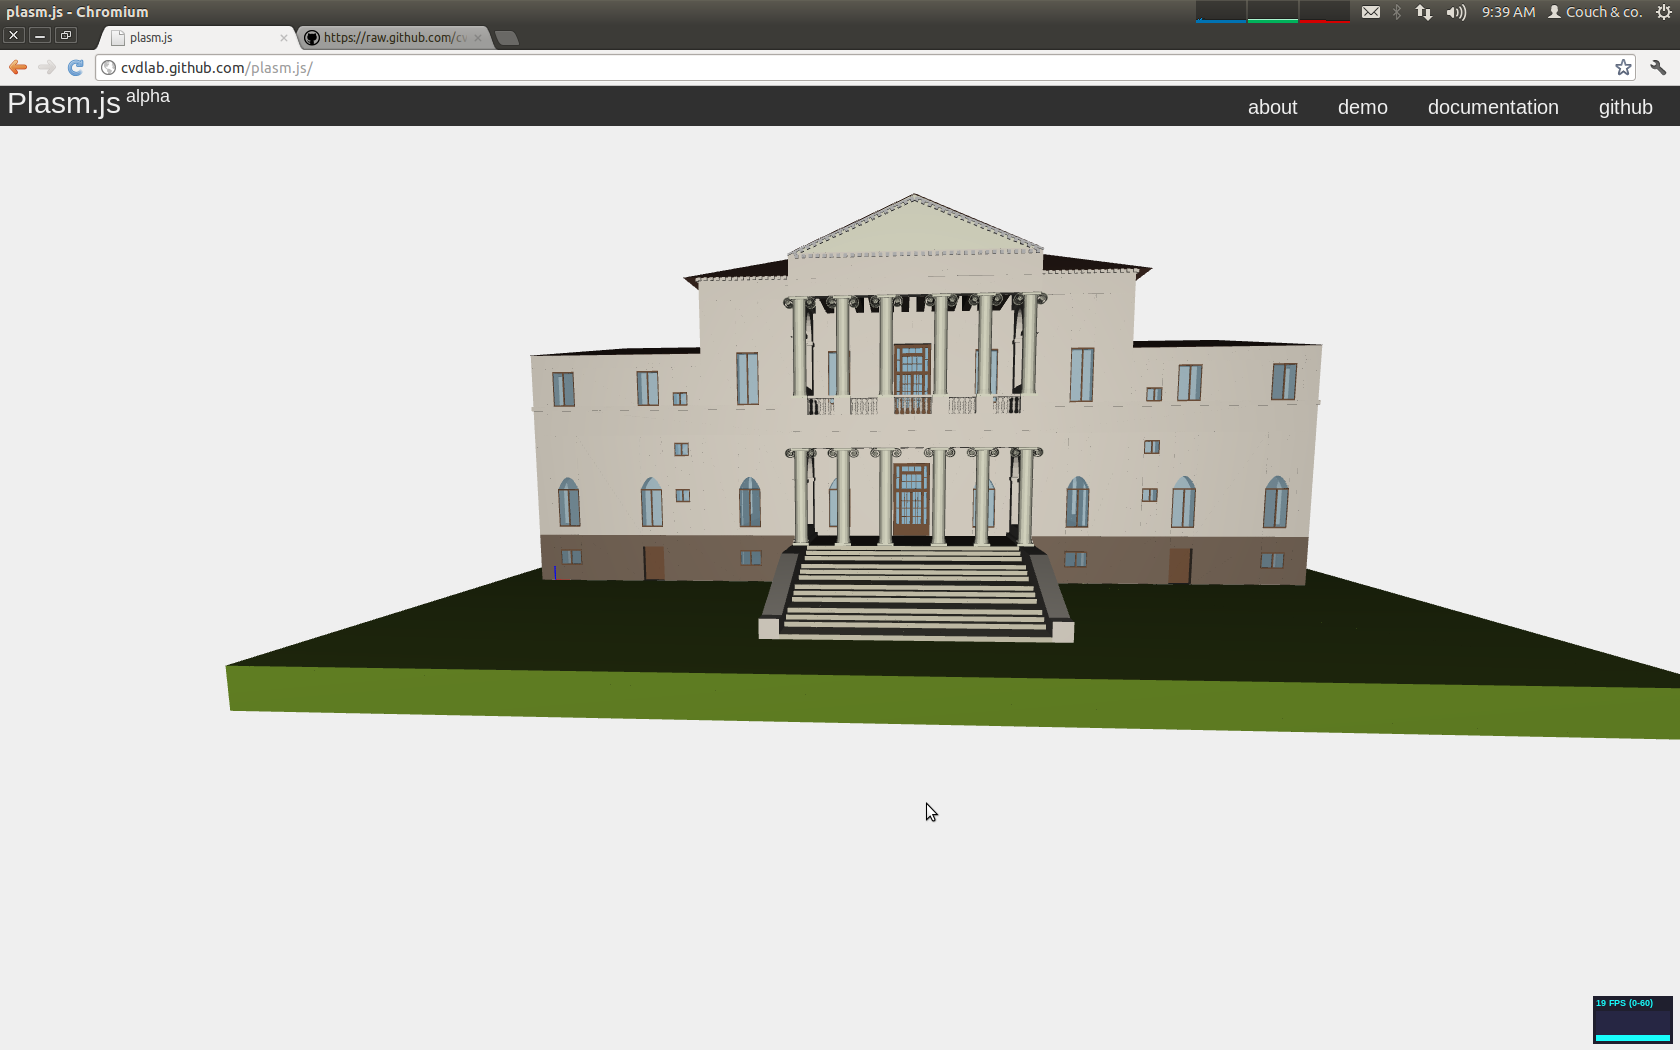 plasm.js - Chromium
9:39 AM Couch & co.
plasm.js
https://raw.github.com/cv
cvdlab.github.com/plasm.js/
Plasm.js alpha
about demo documentation github
19 FPS (0-60)